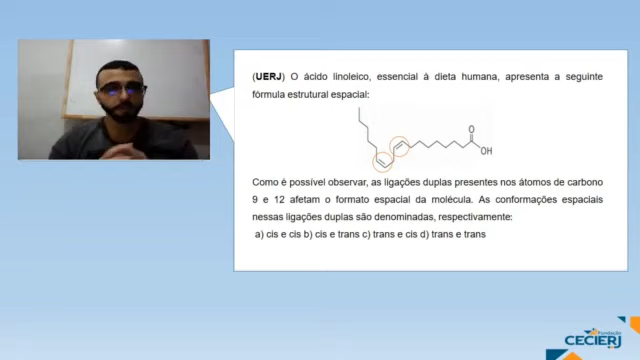 (UERJ) O ácido linoleico, essencial à dieta humana, apresenta a seguinte
fórmula estrutural espacial:
O
OH
Como é possível observar, as ligações duplas presentes nos átomos de carbono
9 e 12 afetam o formato espacial da molécula. As conformações espaciais
nessas ligações duplas são denominadas, respectivamente:
a) cis e cis b) cis e trans c) trans e cis d) trans e trans
Fundação
CECIERJ